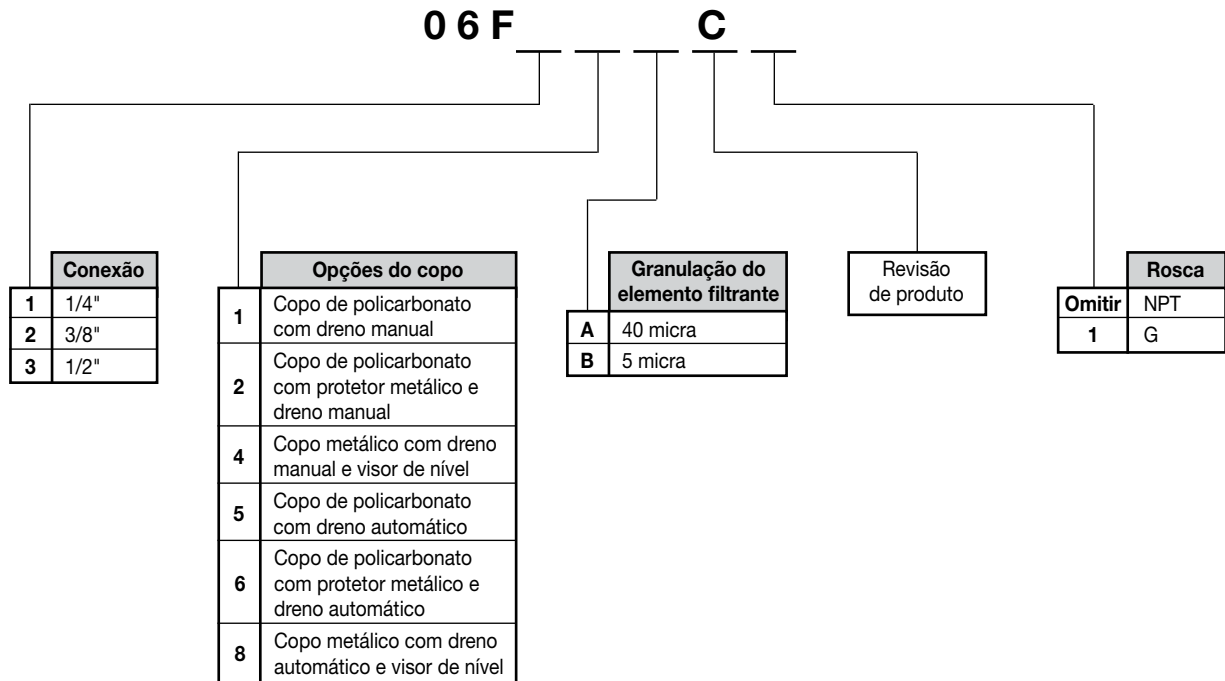 06F C
Conexão
1 1/4"
2 3/8"
3 1/2"
Opções do copo
1 Copo de policarbonato
com dreno manual
2 Copo de policarbonato
com protetor metálico e
dreno manual
4 Copo metálico com dreno
manual e visor de nível
5 Copo de policarbonato
com dreno automático
6 Copo de policarbonato
com protetor metálico e
dreno automático
8 Copo metálico com dreno
automático e visor de nível
Granulação do
elemento filtrante
A 40 micra
B 5 micra
Revisão
de produto
Rosca
Omitir NPT
1 G